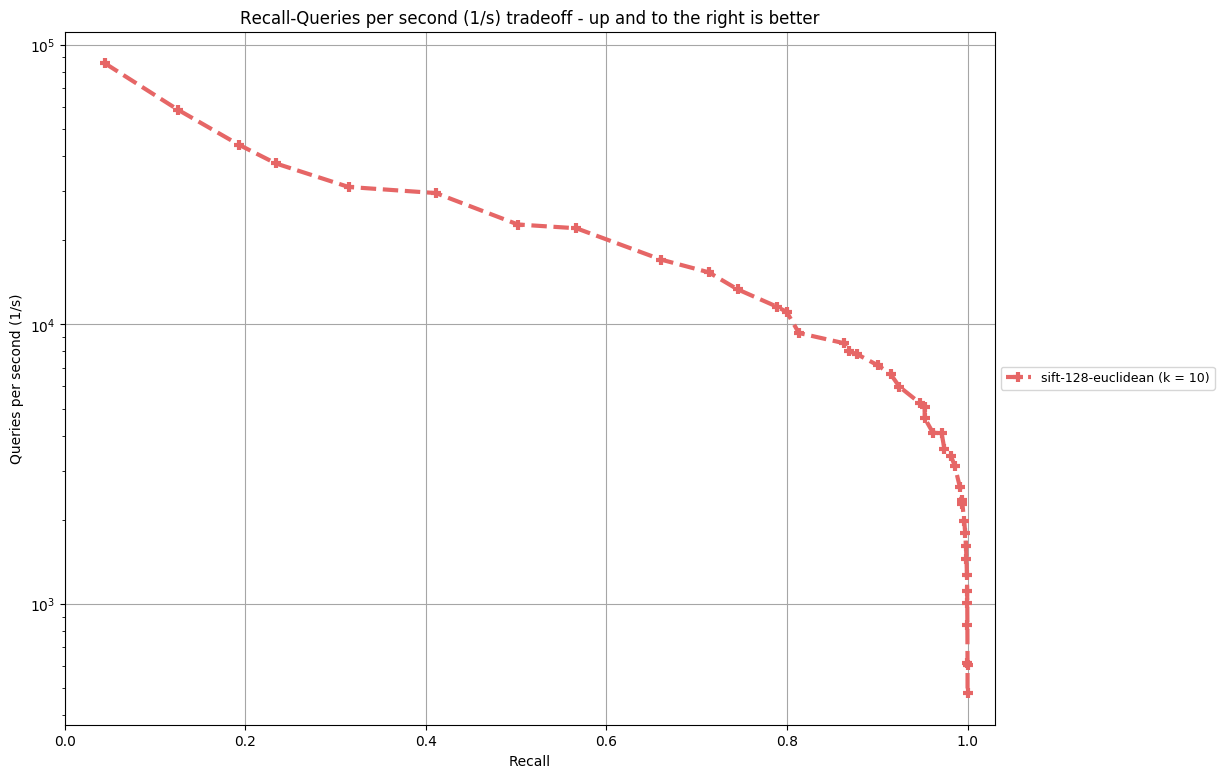 Recall-Queries per second (1/s) tradeoff - up and to the right is better
10^5
10^4
10^3
Queries per second (1/s)
0.0 0.2 0.4 0.6 0.8 1.0
Recall
sift-128-euclidean (k = 10)